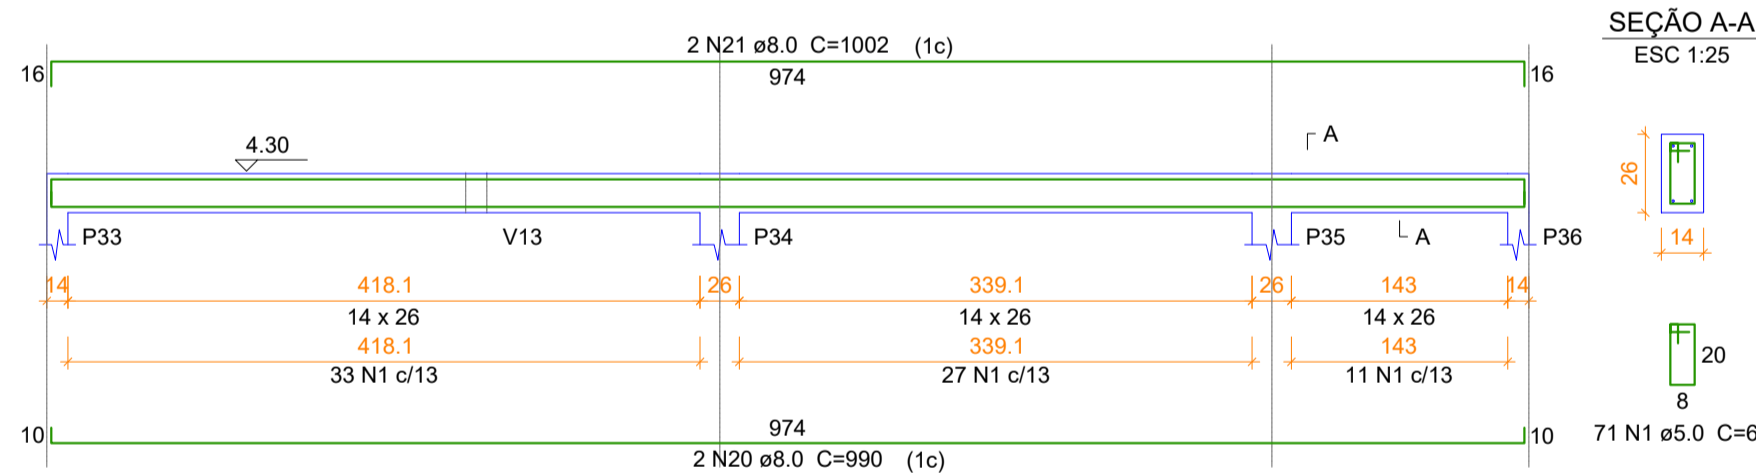 SEÇÃO A-A
ESC 1:25
2 N21 ø8.0 C=1002 (1c)
16
974
16
4.30
A
26
14
P33
V13
P34
P35
A
P36
14
418.1
26
339.1
26
143
14
14 x 26
14 x 26
14 x 26
418.1
339.1
143
33 N1 c/13
27 N1 c/13
11 N1 c/13
20
8
71 N1 ø5.0 C=6
10
974
10
2 N20 ø8.0 C=990 (1c)